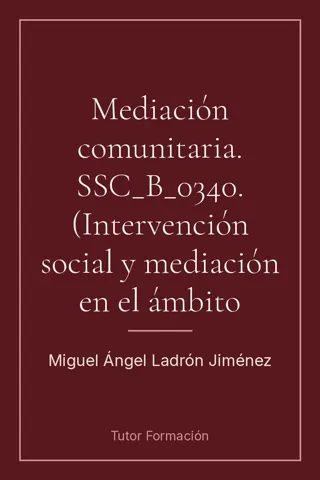 Mediación
comunitaria.
SSC_B_0340.
(Intervención
social y mediación
en el ámbito
Miguel Ángel Ladrón Jiménez
Tutor Formación